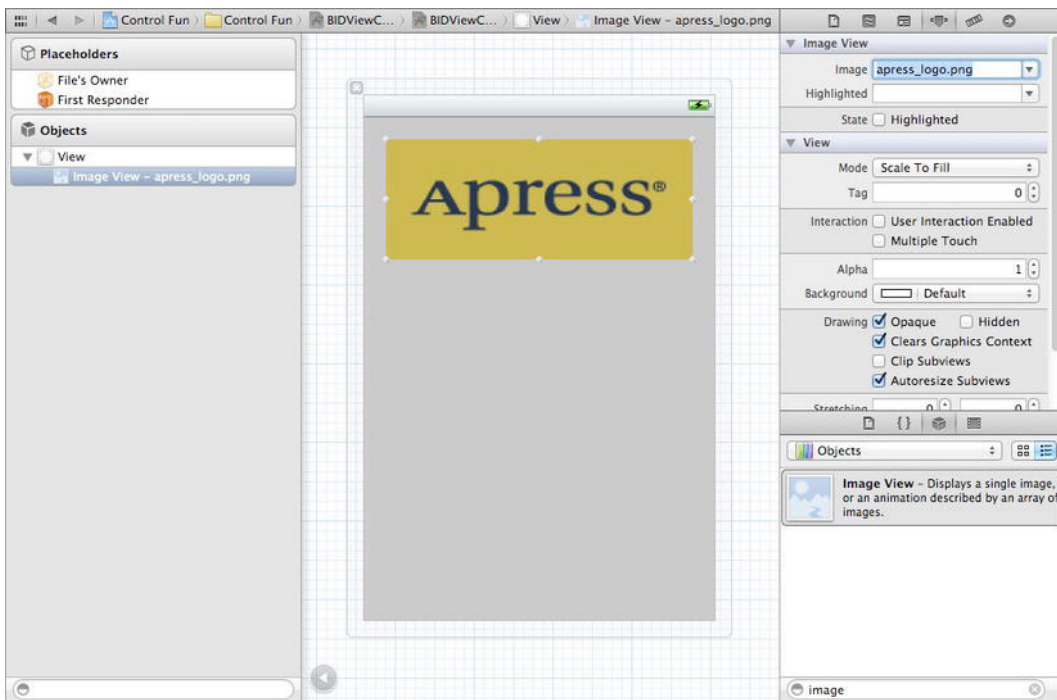 Control Fun
Control Fun
BIDViewC...
BIDViewC...
View
Image View – apress_logo.png
Placeholders
File's Owner
First Responder
Objects
View
Image View – apress_logo.png
Apress®
Image View
Image apress_logo.png
Highlighted
State Highlighted
View
Mode Scale To Fill
Tag 0
Interaction User Interaction Enabled
Multiple Touch
Alpha 1
Background Default
Drawing Opaque Hidden
Clears Graphics Context
Clip Subviews
Autoresize Subviews
Stretching 0 0
{}
Objects
Image View – Displays a single image,
or an animation described by an array of
images.
image